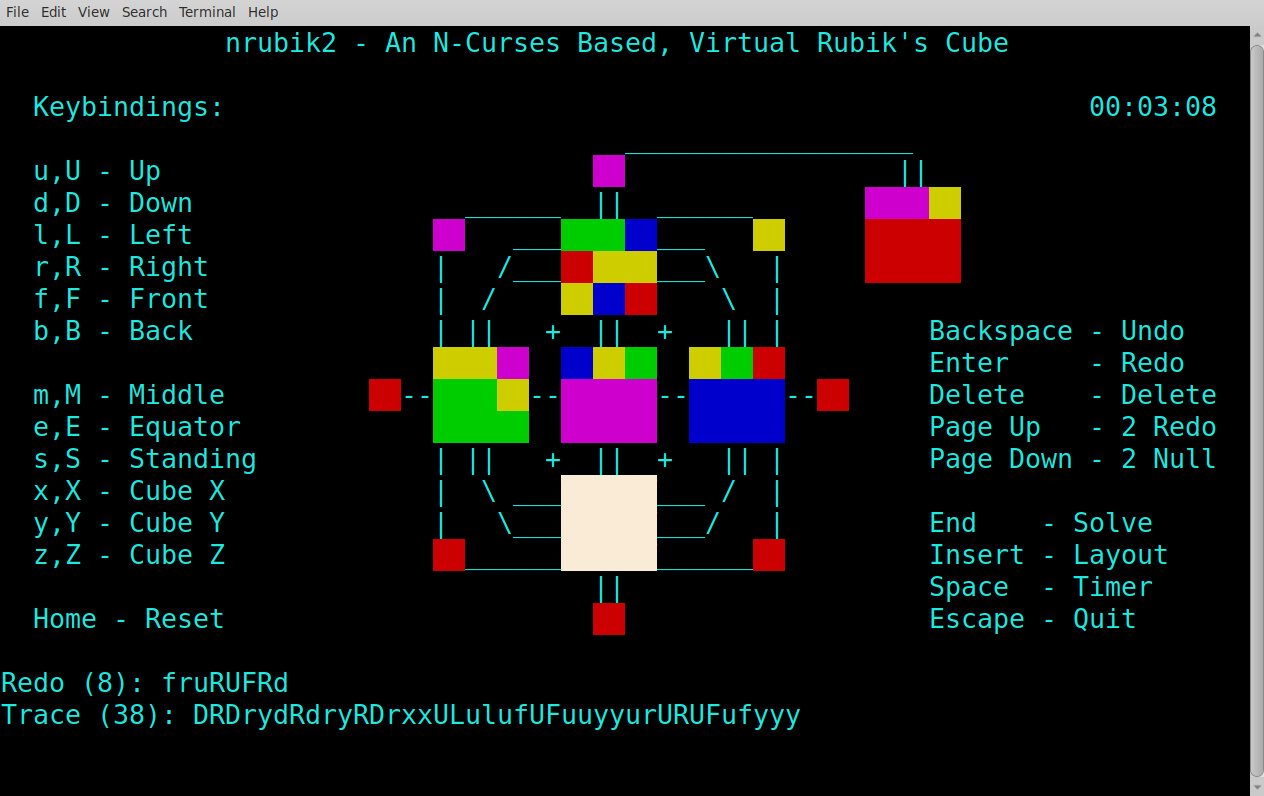 File Edit View Search Terminal Help
nrubik2 - An N-Curses Based, Virtual Rubik's Cube
Keybindings: 00:03:08
u,U - Up
d,D - Down
l,L - Left
r,R - Right
f,F - Front
b,B - Back Backspace - Undo
Enter - Redo
m,M - Middle Delete - Delete
e,E - Equator Page Up - 2 Redo
s,S - Standing Page Down - 2 Null
x,X - Cube X
y,Y - Cube Y End - Solve
z,Z - Cube Z Insert - Layout
Space - Timer
Home - Reset Escape - Quit
Redo (8): fruRUFRd
Trace (38): DRDrydRdryRDrxxULulufUFuuyyurURUFufyyy